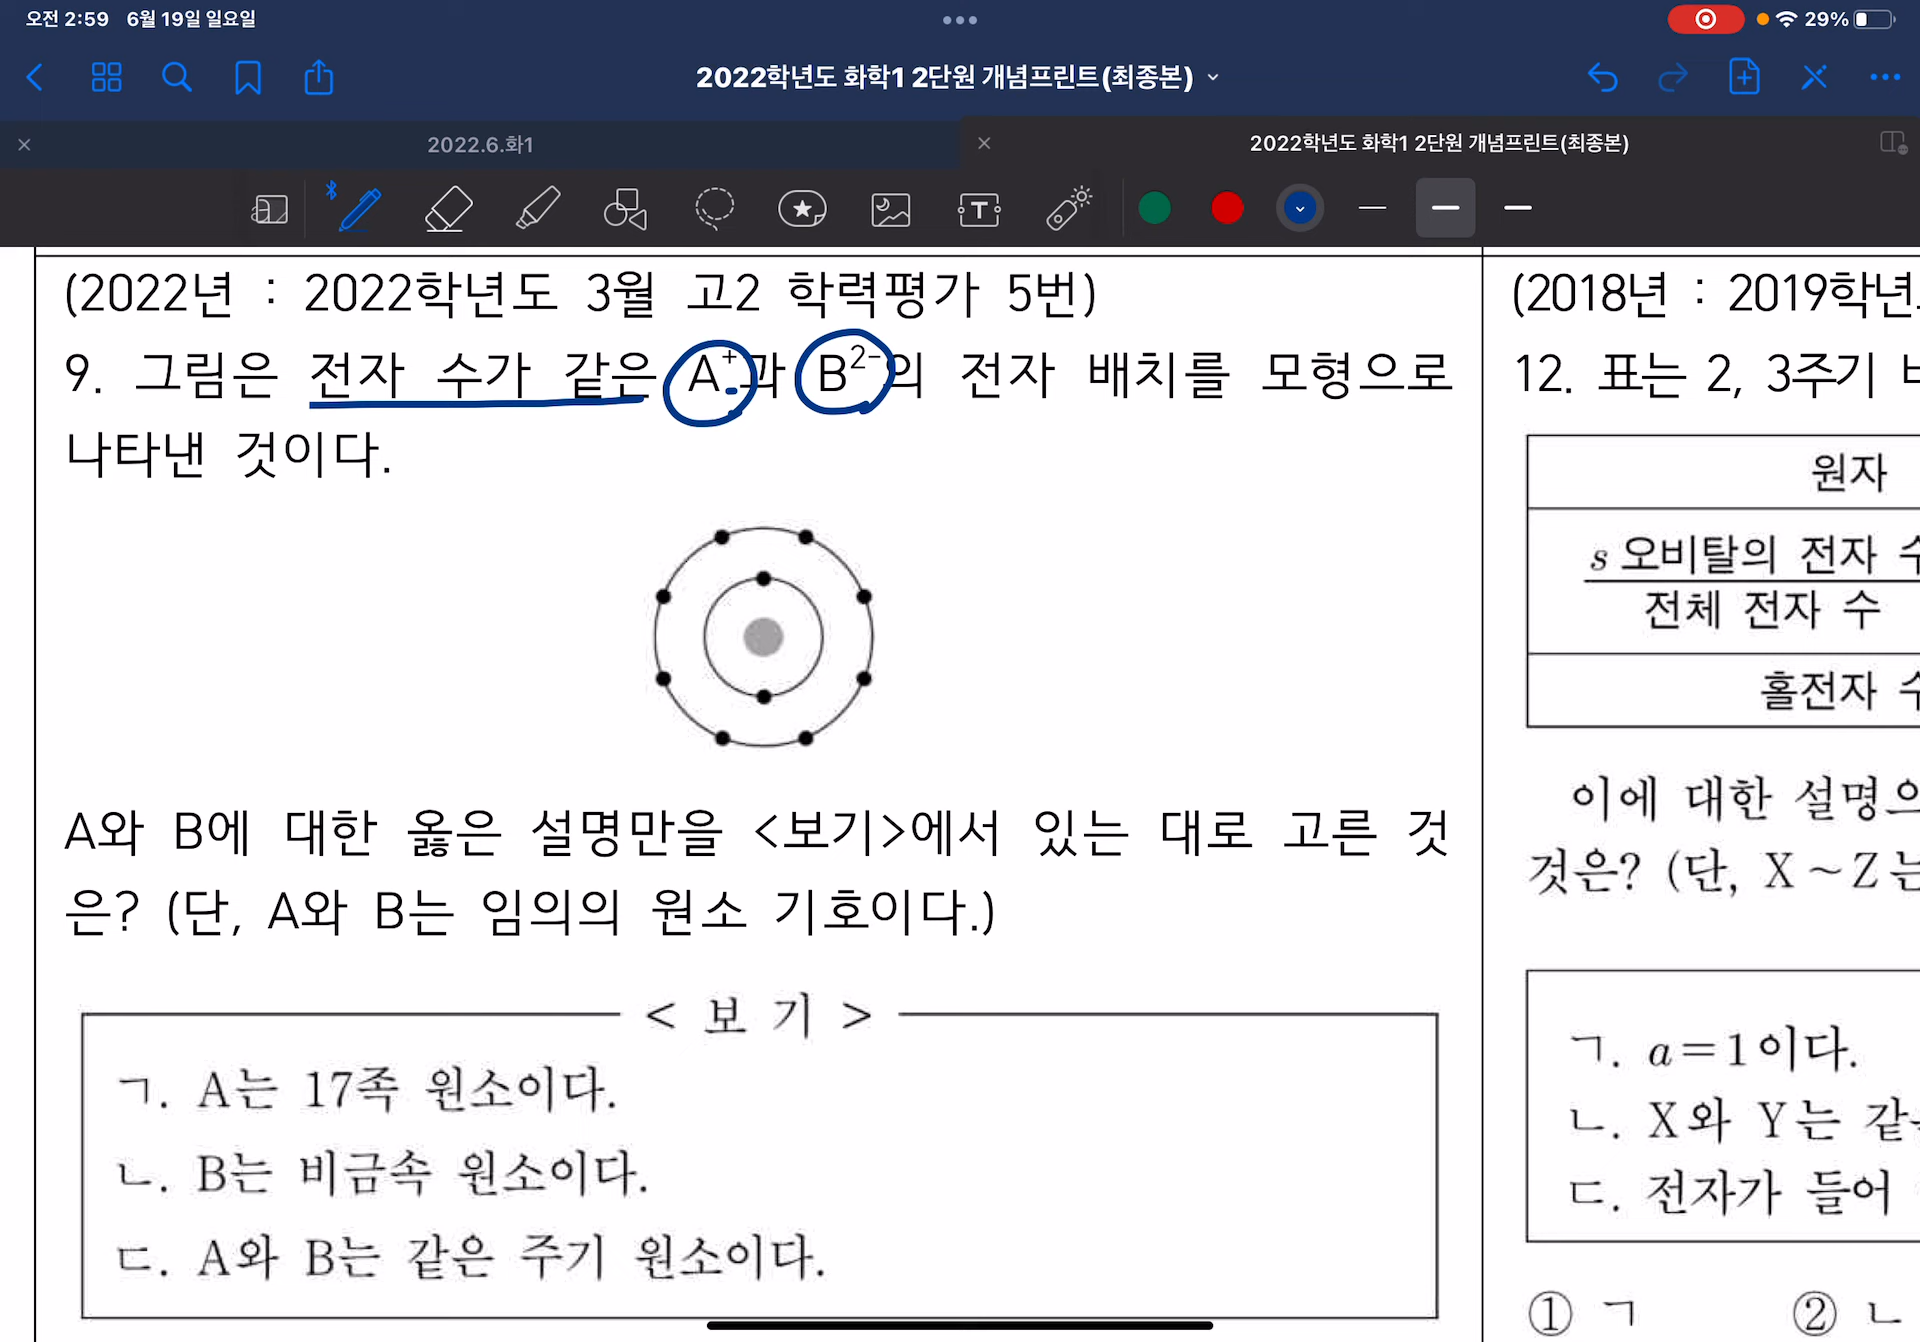 오전 2:59 6월 19일 일요일
29%
2022학년도 화학1 2단원 개념프린트(최종본)
2022.6.화1
2022학년도 화학1 2단원 개념프린트(최종본)
(2022년 : 2022학년도 3월 고2 학력평가 5번)
9. 그림은 전자 수가 같은 A⁺과 B²⁻의 전자 배치를 모형으로
나타낸 것이다.
A와 B에 대한 옳은 설명만을 <보기>에서 있는 대로 고른 것
은? (단, A와 B는 임의의 원소 기호이다.)
< 보 기 >
ㄱ. A는 17족 원소이다.
ㄴ. B는 비금속 원소이다.
ㄷ. A와 B는 같은 주기 원소이다.
(2018년 : 2019학년
12. 표는 2, 3주기
원자
s 오비탈의 전자
전체 전자 수
홀전자
이에 대한 설명
것은? (단, X~Z는
ㄱ. a=1이다.
ㄴ. X와 Y는 같
ㄷ. 전자가 들어
① ㄱ ② ㄴ